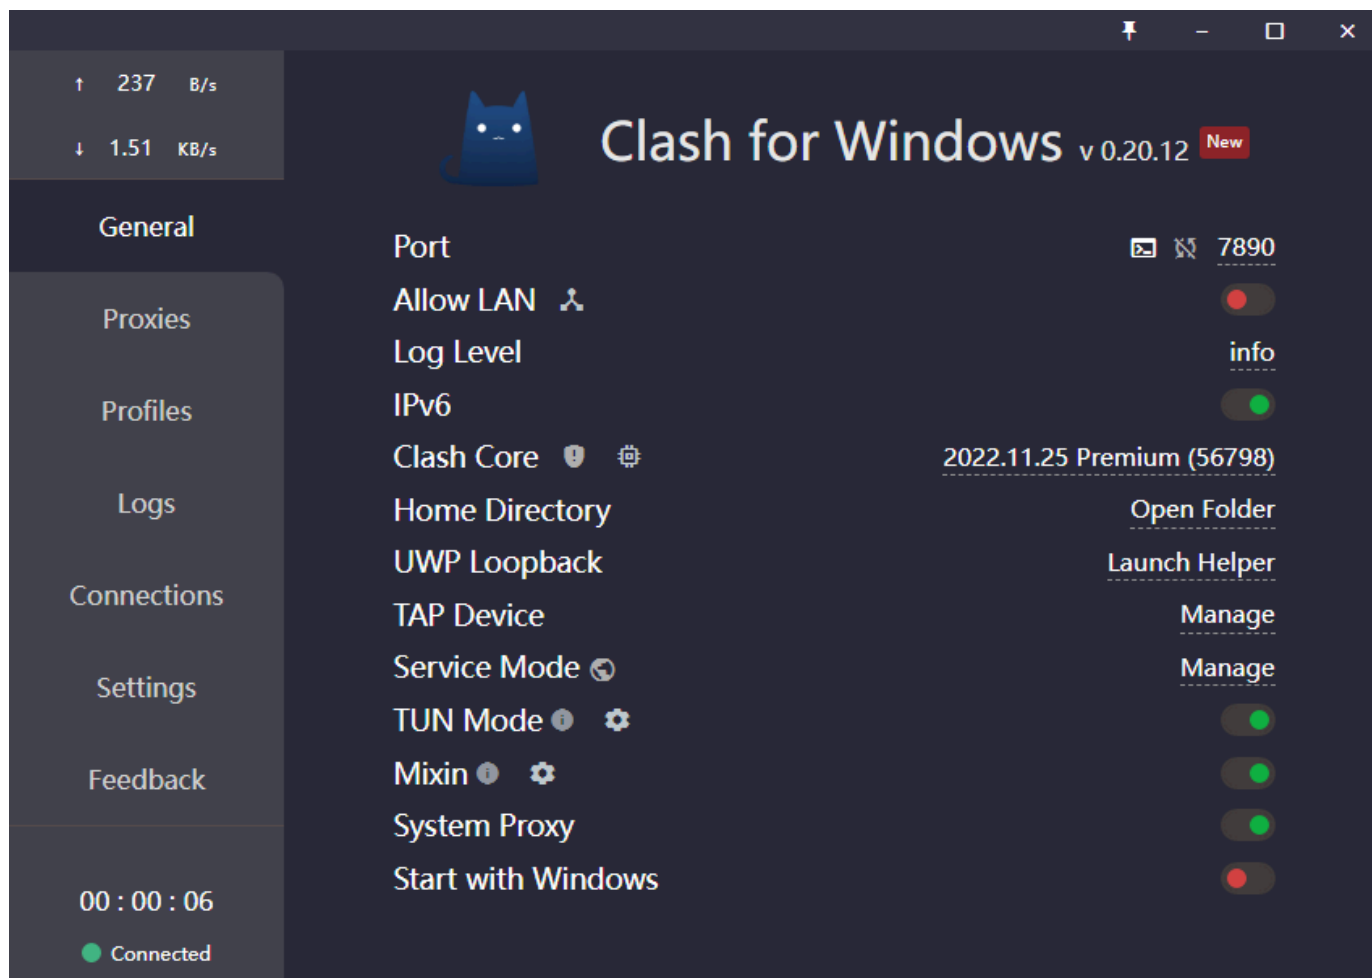 ↑ 237 B/s
↓ 1.51 KB/s
General
Proxies
Profiles
Logs
Connections
Settings
Feedback
00 : 00 : 06
Connected
Clash for Windows v 0.20.12 New
Port 7890
Allow LAN
Log Level info
IPv6
Clash Core 2022.11.25 Premium (56798)
Home Directory Open Folder
UWP Loopback Launch Helper
TAP Device Manage
Service Mode Manage
TUN Mode
Mixin
System Proxy
Start with Windows